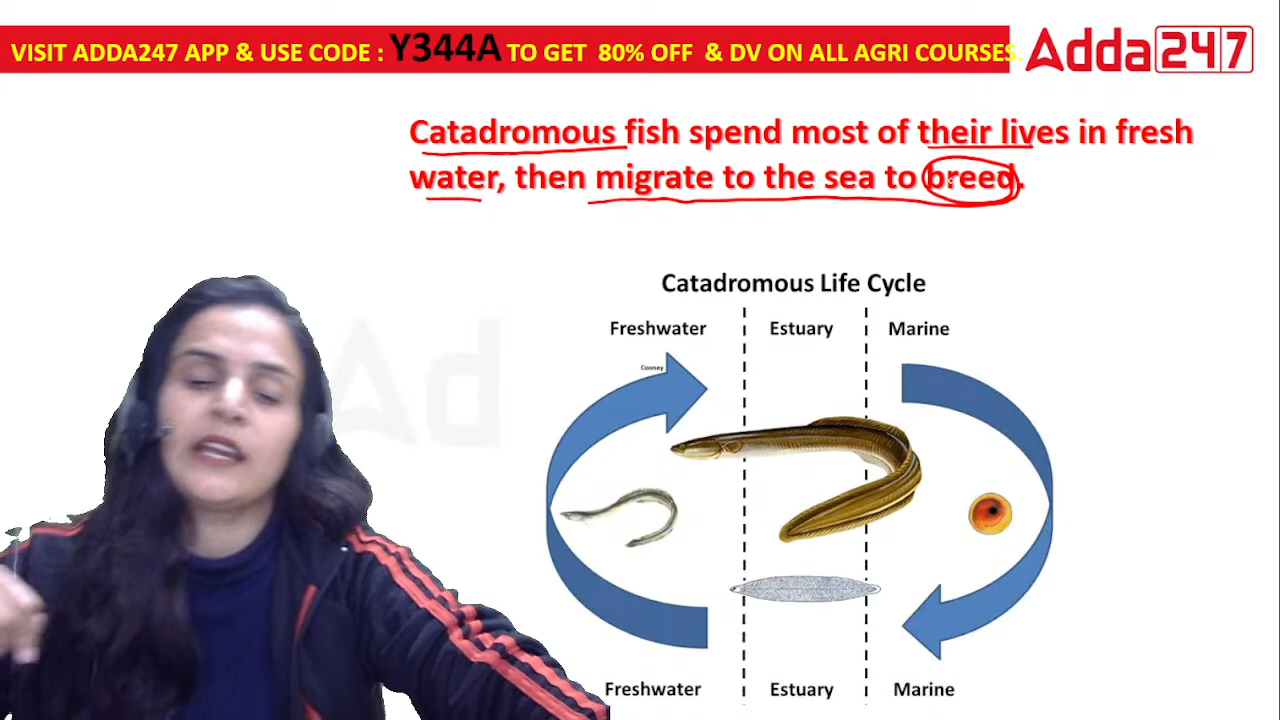 VISIT ADDA247 APP & USE CODE : Y344A TO GET 80% OFF & DV ON ALL AGRI COURSES.
Adda247
Catadromous fish spend most of their lives in fresh
water, then migrate to the sea to breed.
Ad
Catadromous Life Cycle
Freshwater Estuary Marine
Cooney
Freshwater Estuary Marine